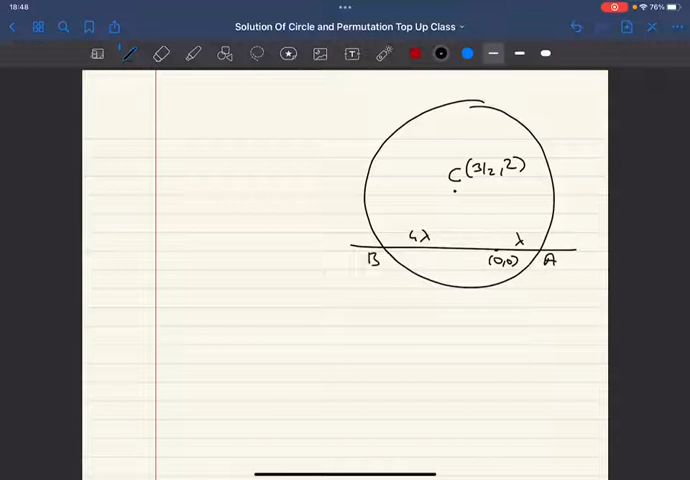 18:48
76%
Solution Of Circle and Permutation Top Up Class
C(3/2, 2)
4λ
λ
B
(0,0)
A